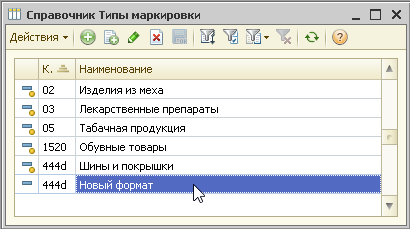 Справочник Типы маркировки
Действия
К. Наименование
02 Изделия из меха
03 Лекарственные препараты
05 Табачная продукция
1520 Обувные товары
444d Шины и покрышки
444d Новый формат